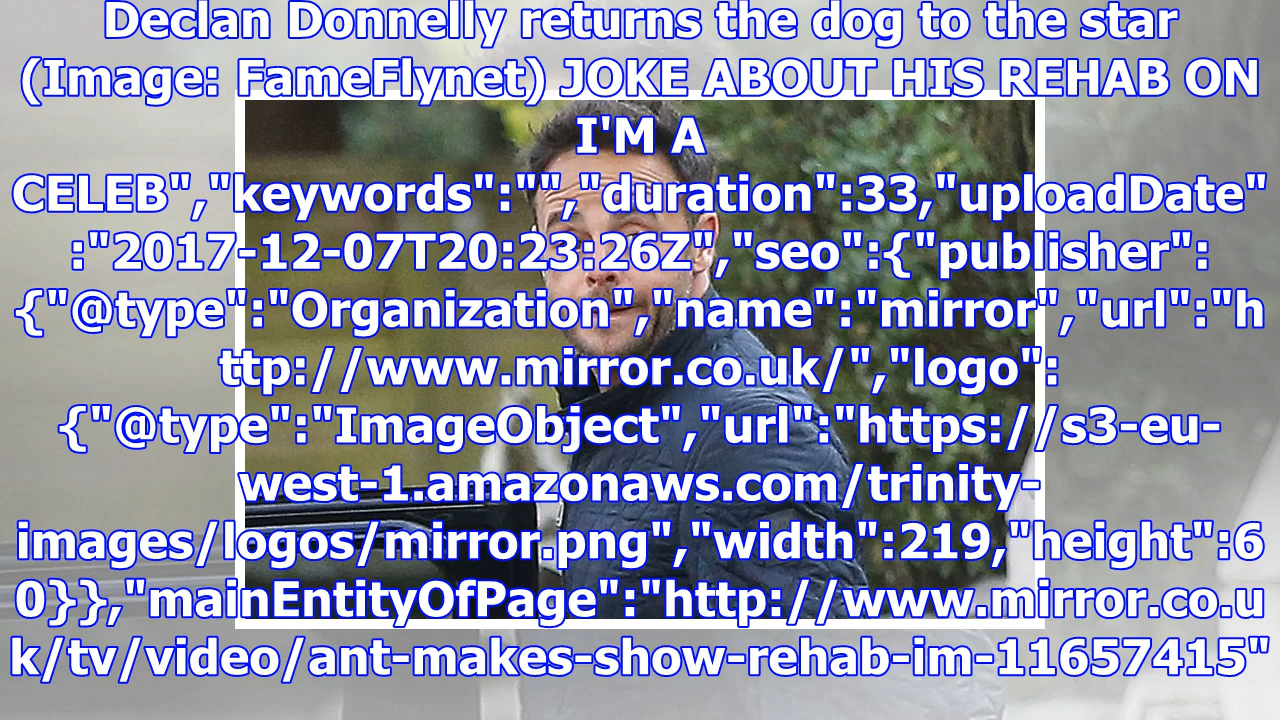 Declan Donnelly returns the dog to the star
(Image: FameFlynet) JOKE ABOUT HIS REHAB ON
I'M A
CELEB","keywords":"","duration":33,"uploadDate"
:"2017-12-07T20:23:26Z","seo":{"publisher":
{"@type":"Organization","name":"mirror","url":"h
ttp://www.mirror.co.uk/","logo":
{"@type":"ImageObject","url":"https://s3-eu-
west-1.amazonaws.com/trinity-
images/logos/mirror.png","width":219,"height":6
0}},"mainEntityOfPage":"http://www.mirror.co.u
k/tv/video/ant-makes-show-rehab-im-11657415"